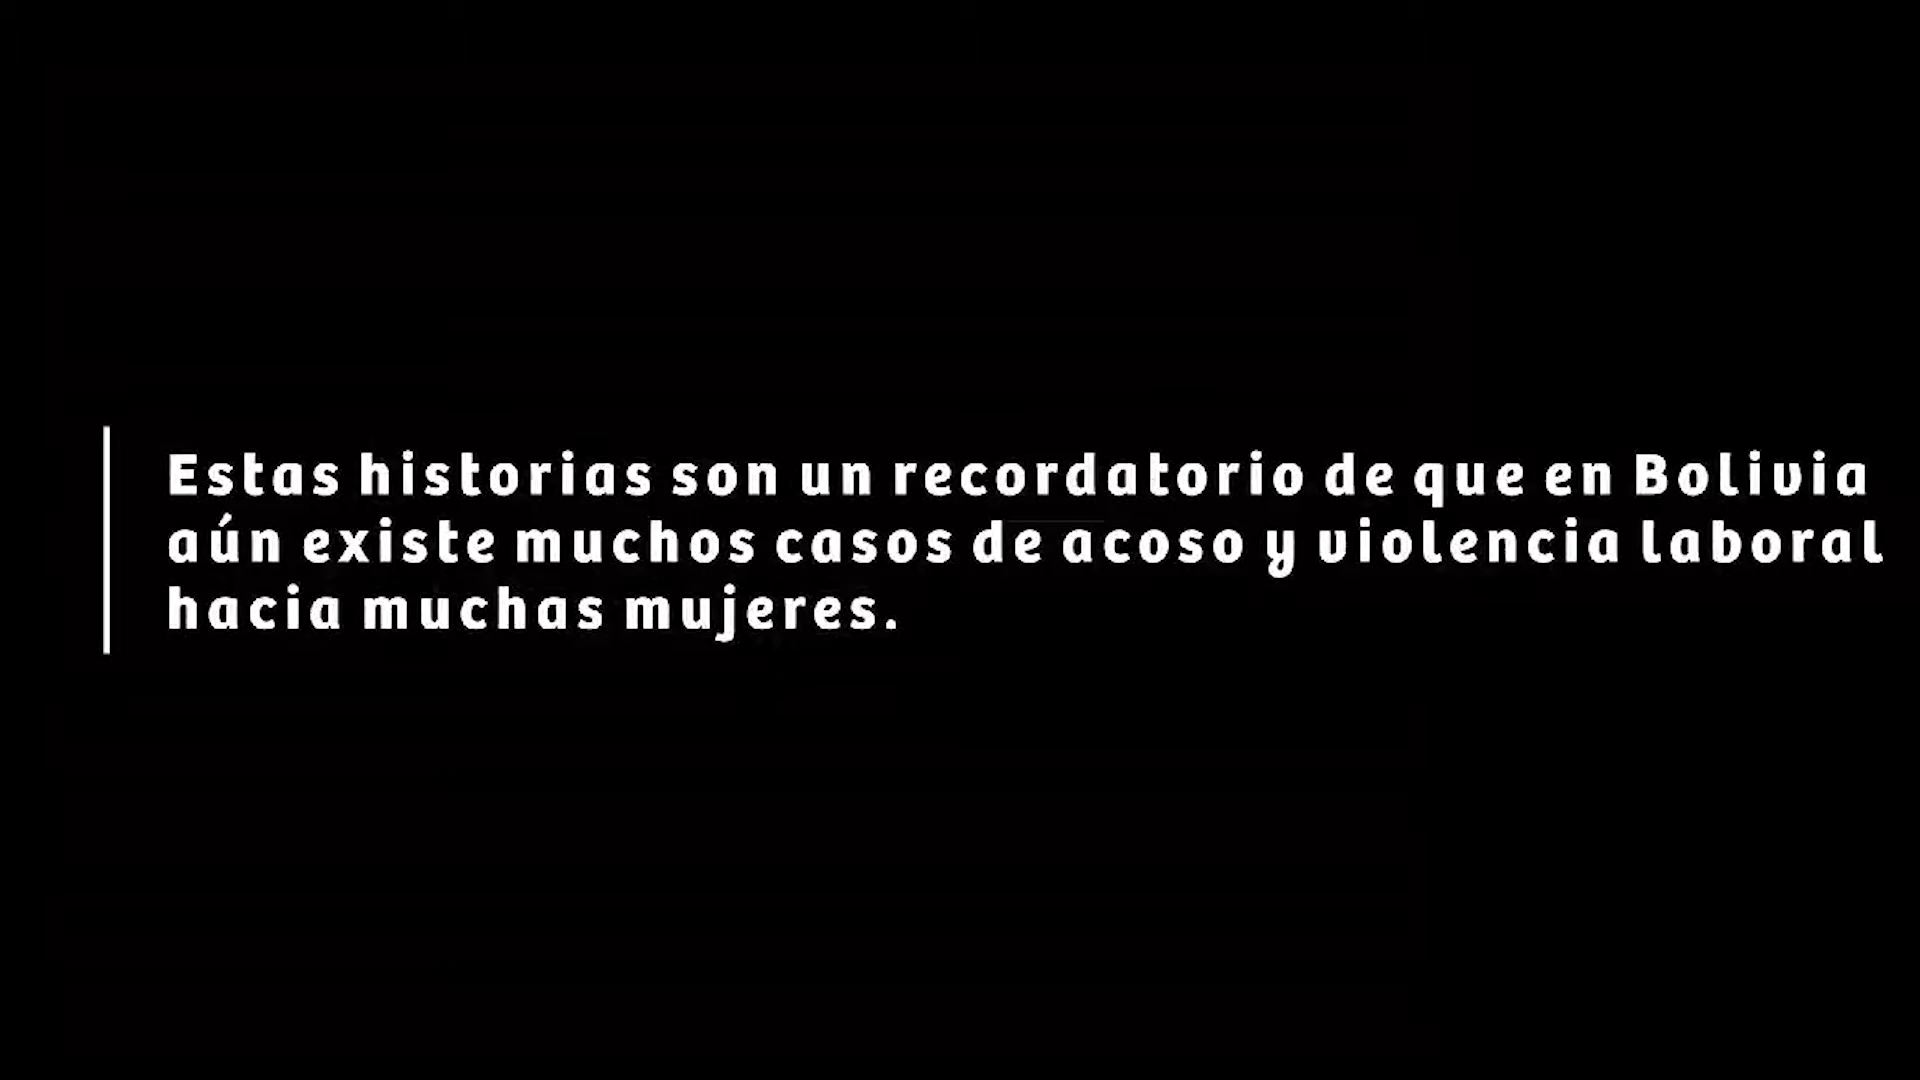 Estas historias son un recordatorio de que en Bolivia
aún existe muchos casos de acoso y violencia laboral
hacia muchas mujeres.